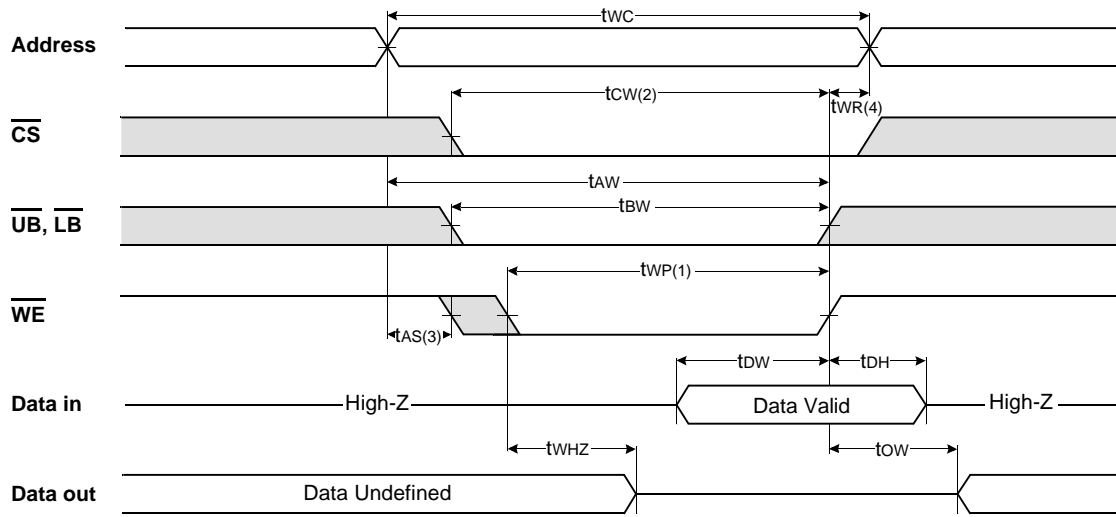 tWC
Address
tCW(2)
tWR(4)
CS
tAW
tBW
UB, LB
tWP(1)
WE
tAS(3)
tDW
tDH
Data in
High-Z
Data Valid
High-Z
tWHZ
tOW
Data out
Data Undefined